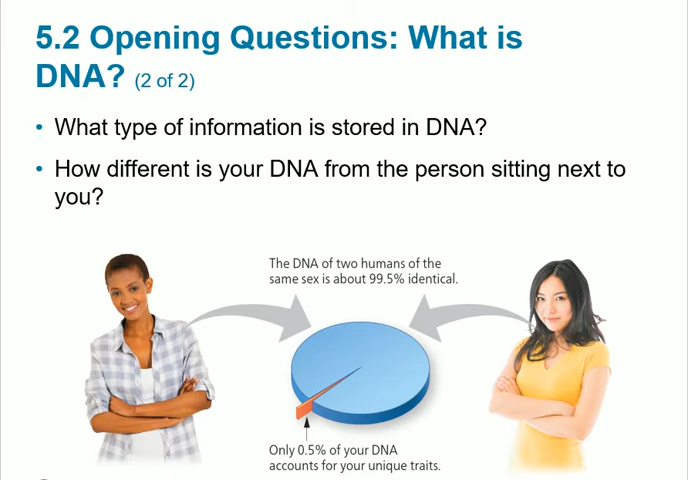 5.2 Opening Questions: What is
DNA? (2 of 2)
• What type of information is stored in DNA?
• How different is your DNA from the person sitting next to
you?
The DNA of two humans of the
same sex is about 99.5% identical.
Only 0.5% of your DNA
accounts for your unique traits.